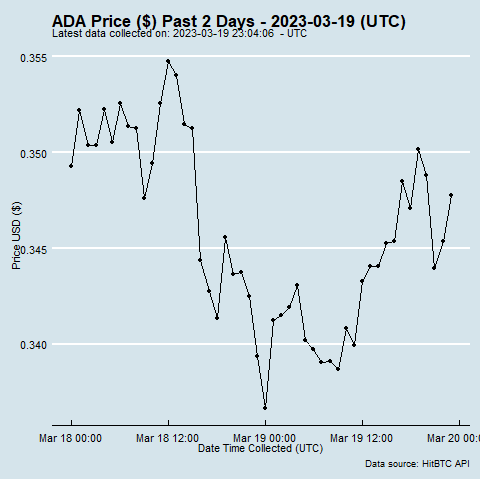 ADA Price ($) Past 2 Days - 2023-03-19 (UTC)
Latest data collected on: 2023-03-19 23:04:06  - UTC
0.355
0.350
0.345
0.340
Price USD ($)
Mar 18 00:00 Mar 18 12:00 Mar 19 00:00 Mar 19 12:00 Mar 20 00:0
Date Time Collected (UTC)
Data source: HitBTC API